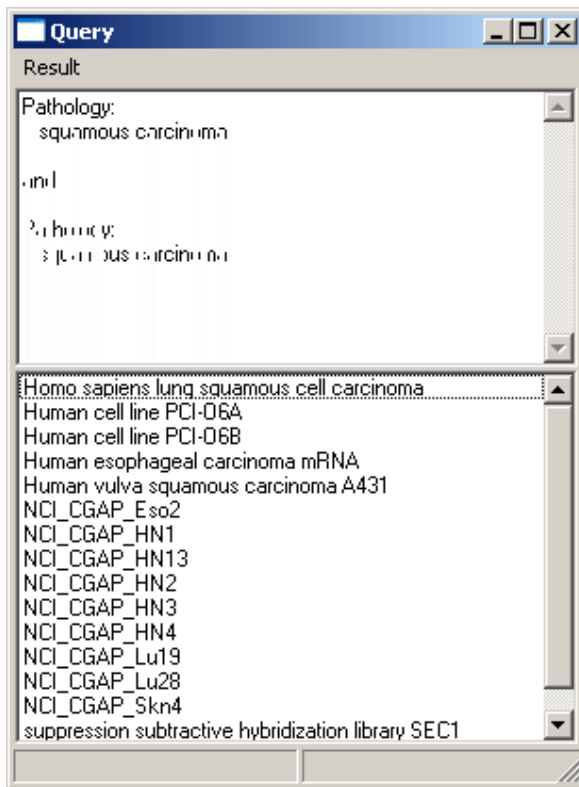 Query
Result
Pathology:
squamous carcinoma
and
Pathology:
squamous carcinoma
Homo sapiens lung squamous cell carcinoma
Human cell line PCI-O6A
Human cell line PCI-O6B
Human esophageal carcinoma mRNA
Human vulva squamous carcinoma A431
NCI_CGAP_Eso2
NCI_CGAP_HN1
NCI_CGAP_HN13
NCI_CGAP_HN2
NCI_CGAP_HN3
NCI_CGAP_HN4
NCI_CGAP_Lu19
NCI_CGAP_Lu28
NCI_CGAP_Skn4
suppression subtractive hybridization library SEC1